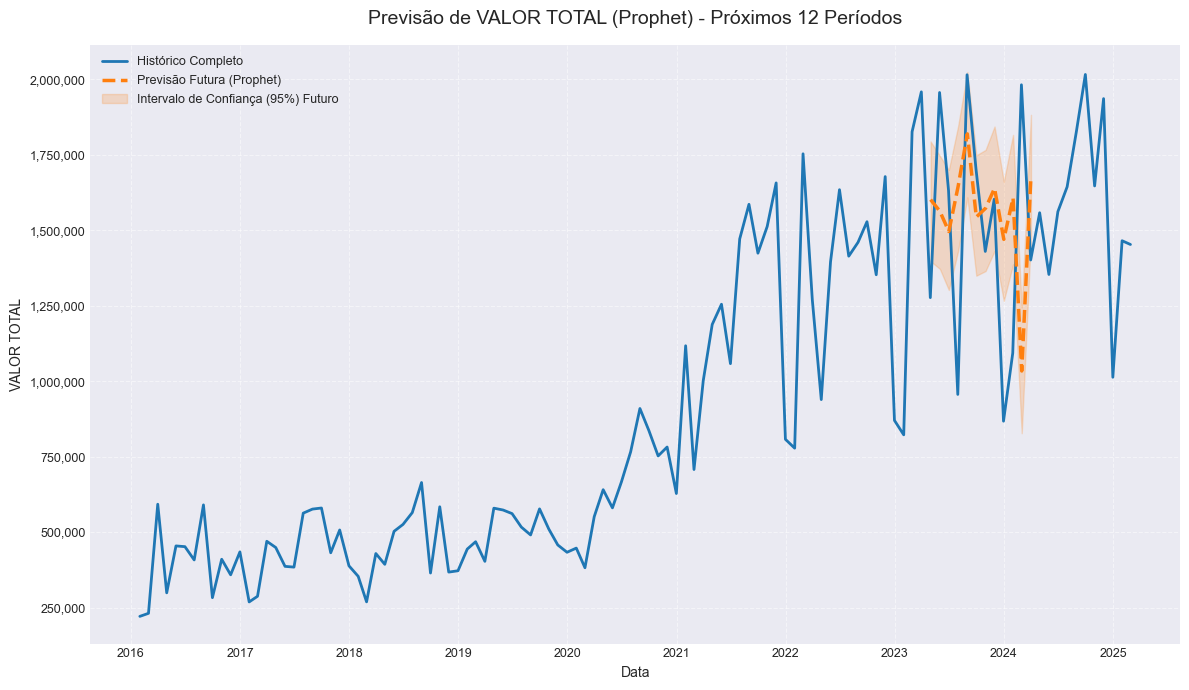 Previsão de VALOR TOTAL (Prophet) - Próximos 12 Períodos
Histórico Completo
Previsão Futura (Prophet)
Intervalo de Confiança (95%) Futuro
VALOR TOTAL
2,000,000
1,750,000
1,500,000
1,250,000
1,000,000
750,000
500,000
250,000
2016 2017 2018 2019 2020 2021 2022 2023 2024 2025
Data